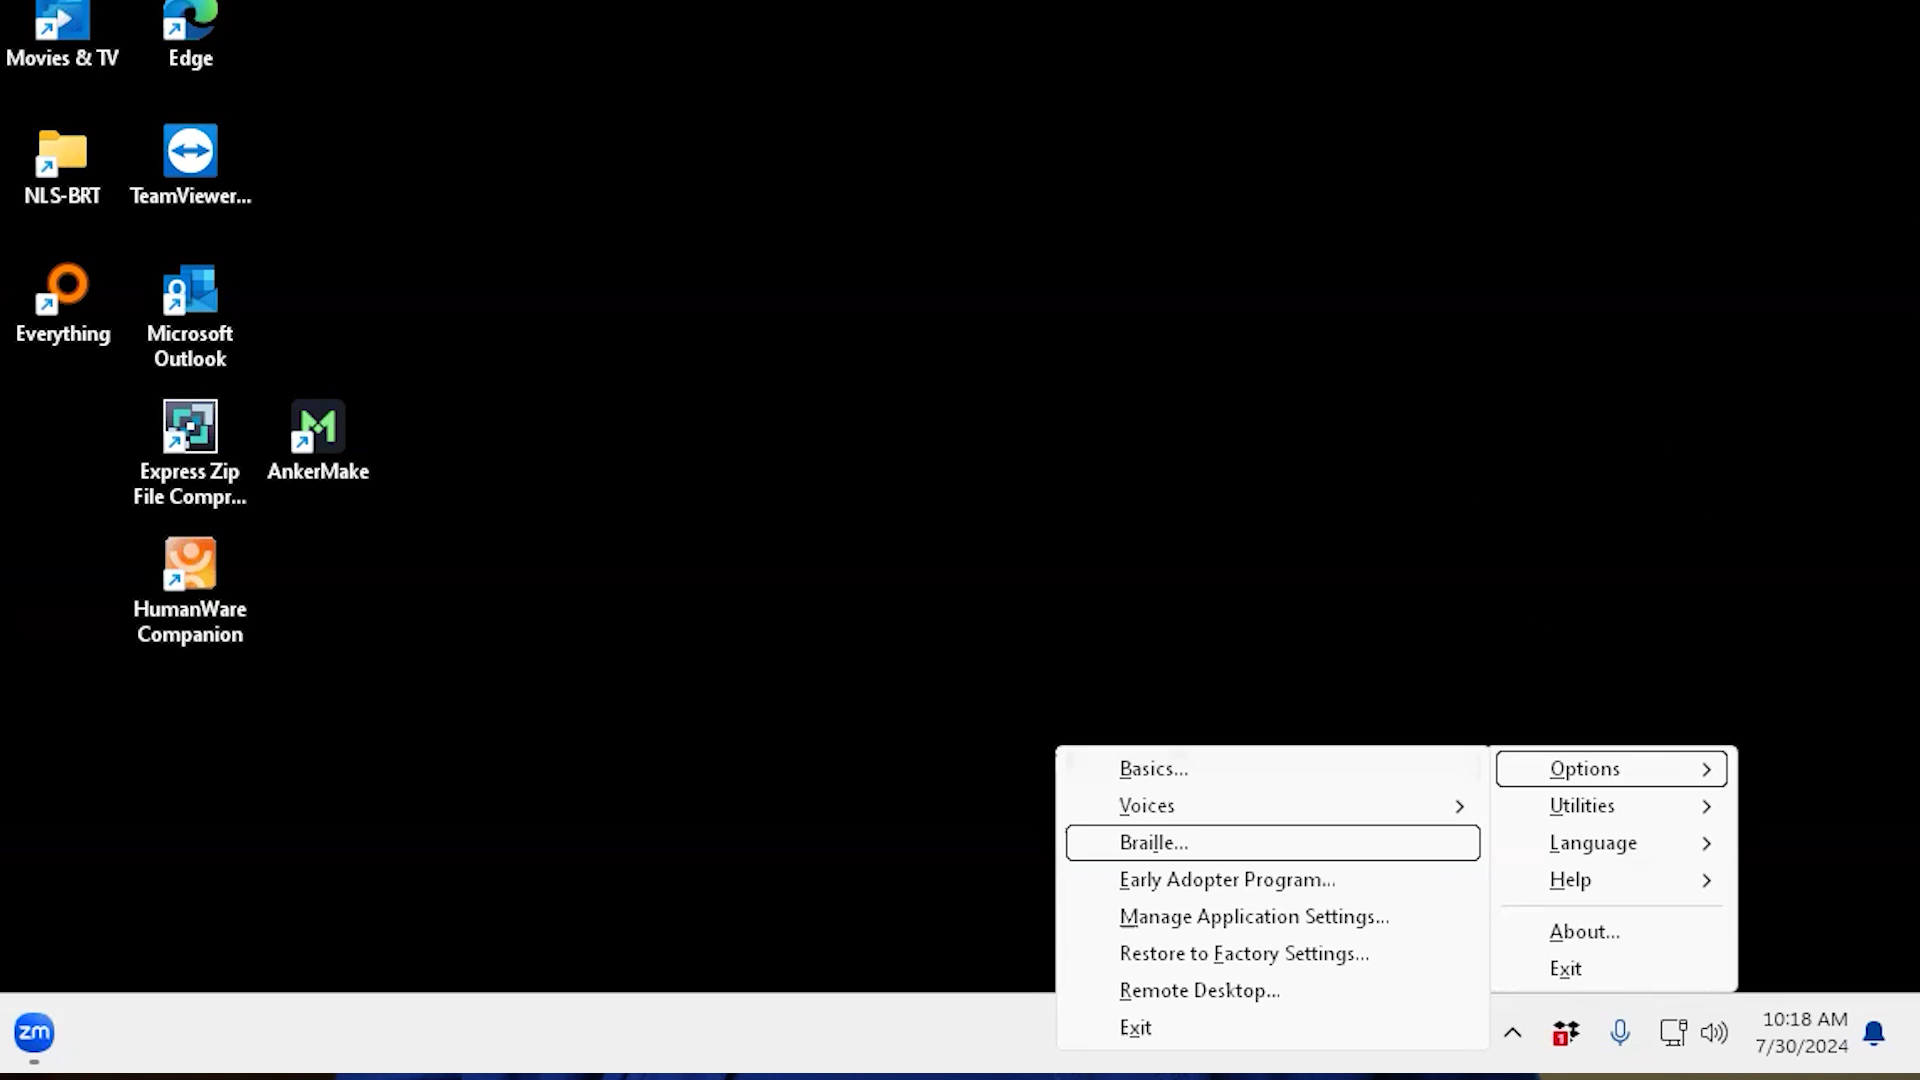 Movies & TV
Edge
NLS-BRT
TeamViewer...
Everything
Microsoft
Outlook
Express Zip
File Compr...
AnkerMake
HumanWare
Companion
Basics...
Voices
Braille...
Early Adopter Program...
Manage Application Settings...
Restore to Factory Settings...
Remote Desktop...
Exit
Options
Utilities
Language
Help
About...
Exit
zm
1
10:18 AM
7/30/2024